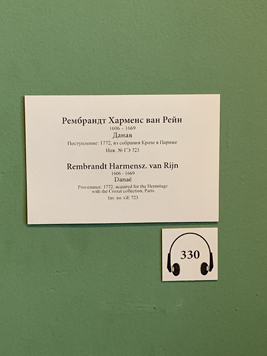 Рембрандт Харменс ван Рейн
1606 - 1669
Даная
Поступление: 1772, из собрания Кроза в Париже
Инв. № ГЭ 723
Rembrandt Harmensz. van Rijn
1606 - 1669
Danaë
Provenance: 1772, acquired for the Hermitage
with the Crozat collection, Paris
Inv. no. GE 723
330